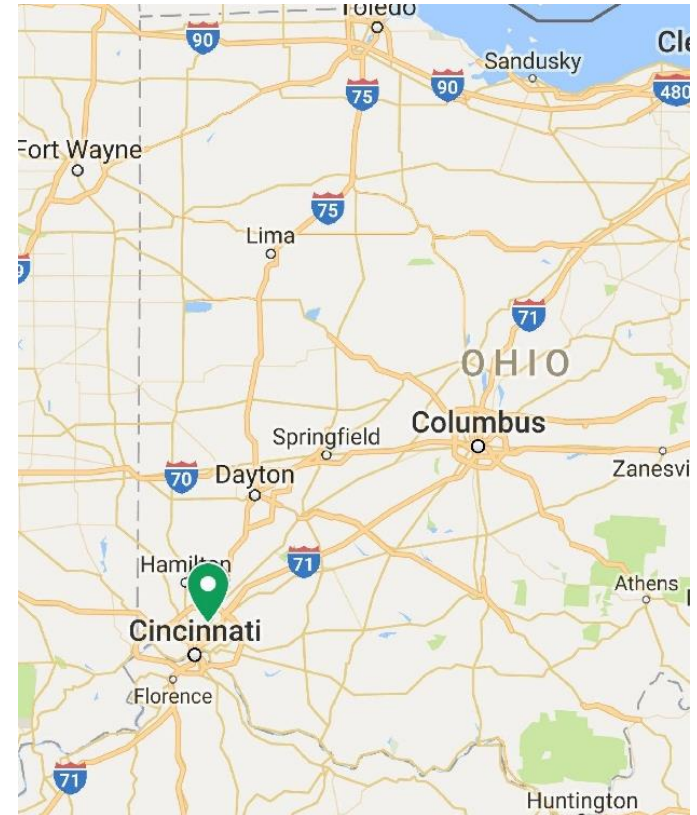 Toledo
90
Cle
Sandusky
90
75
480
Fort Wayne
75
Lima
9
71
OHIO
Columbus
Springfield
Zanesvi
70
Dayton
Hamilton
71
Athens
Cincinnati
Florence
71
Huntington